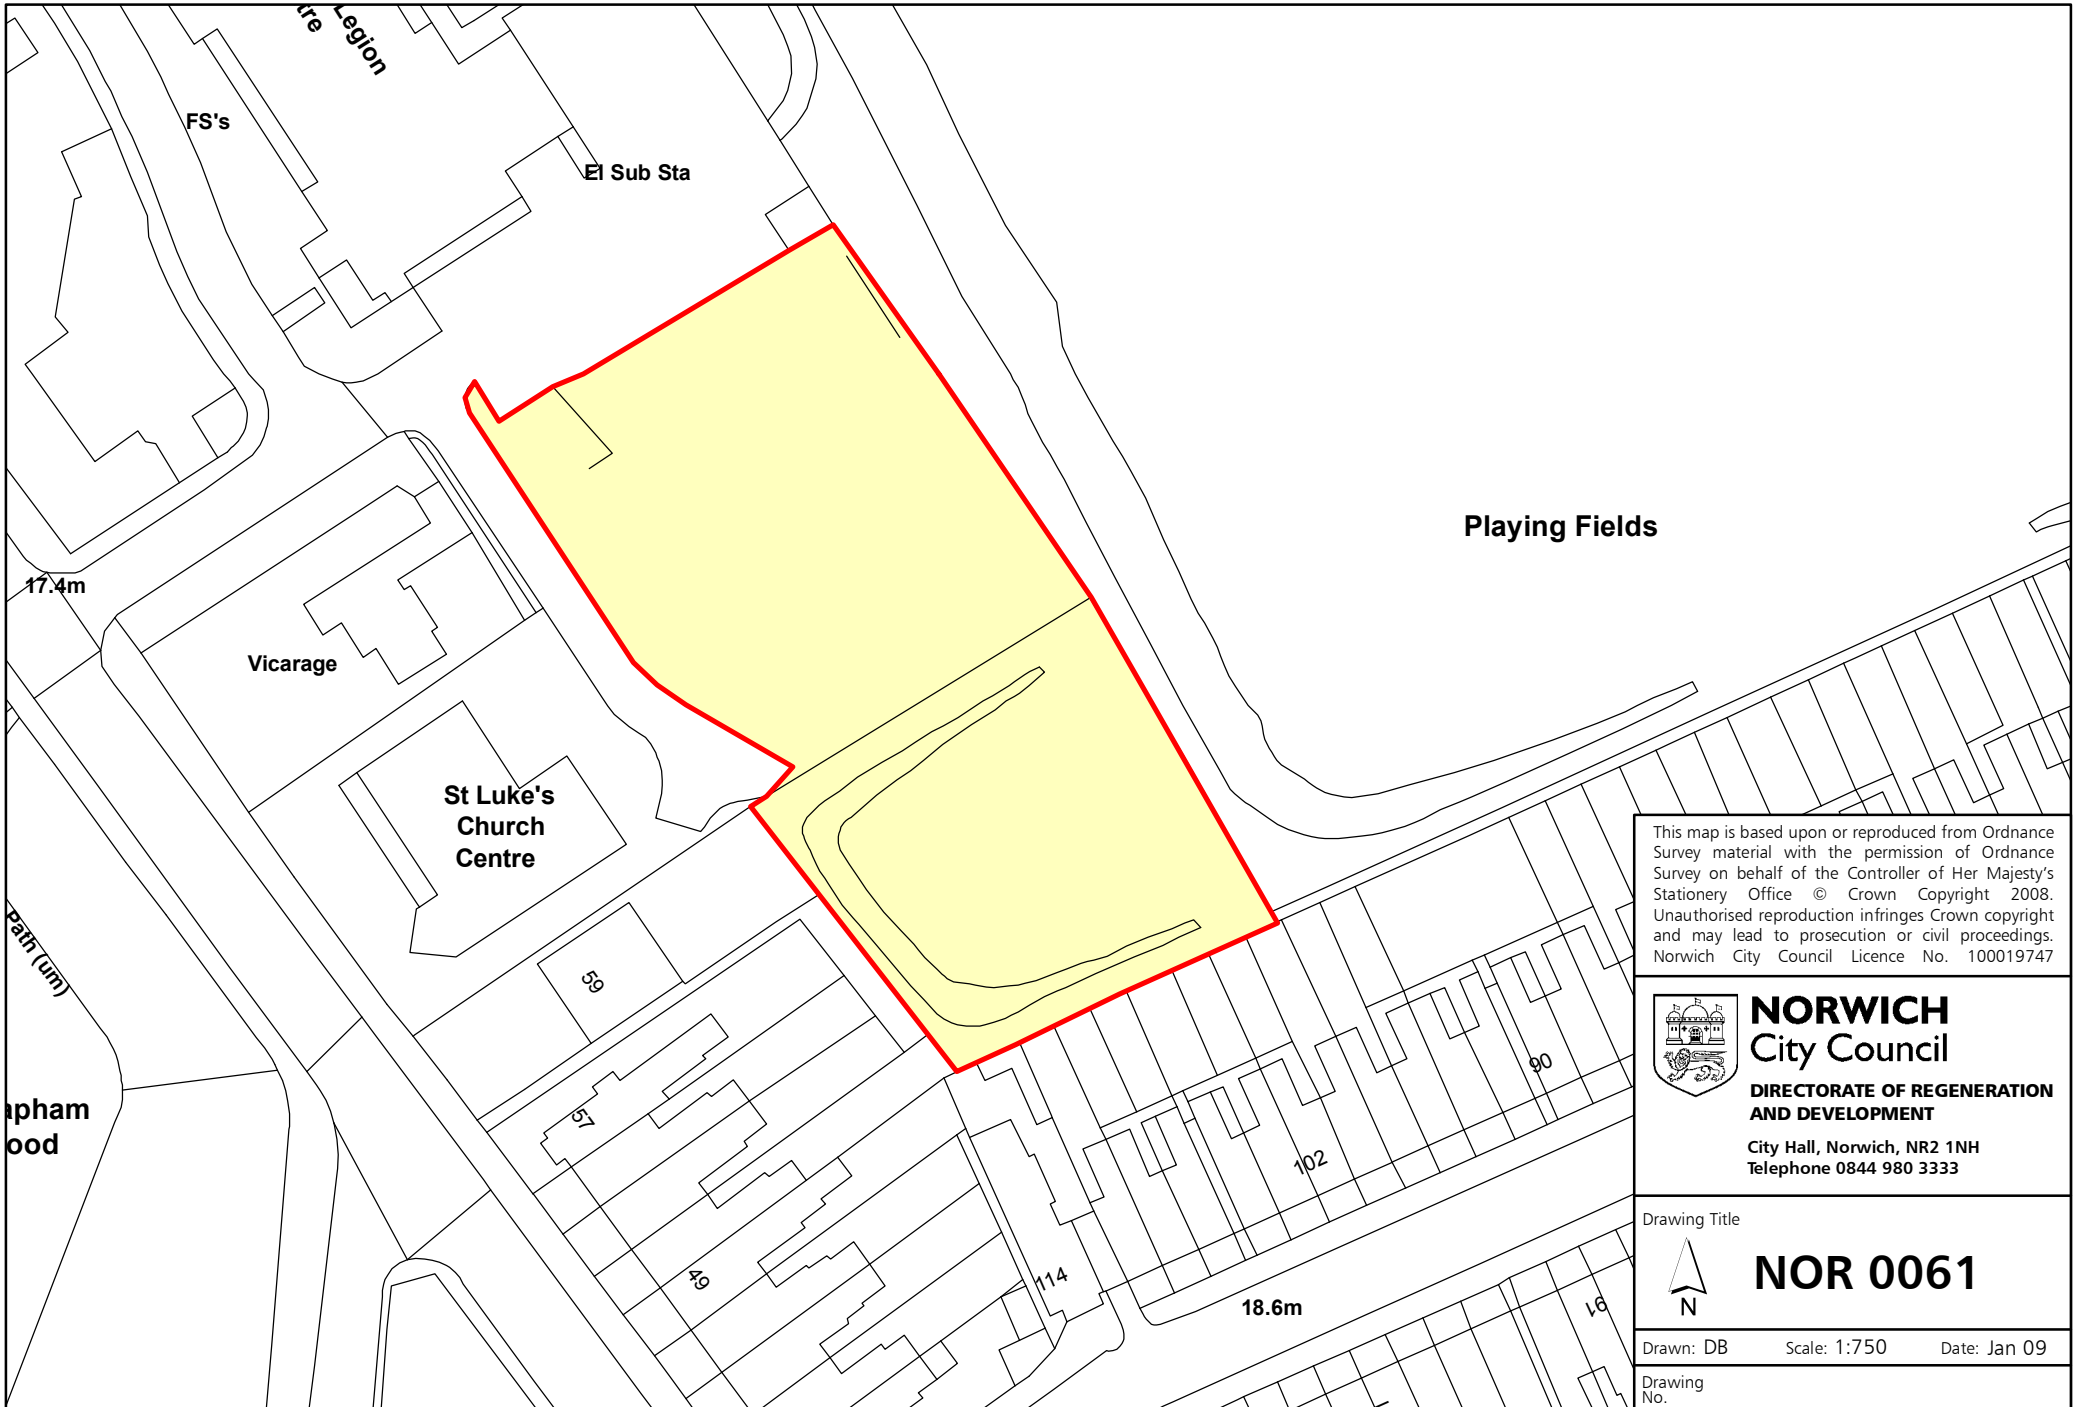 Legion
FS's
El Sub Sta
Playing Fields
17.4m
Vicarage
St Luke's
Church
Centre
Path (um)
59
57
49
90
102
114
18.6m
91
This map is based upon or reproduced from Ordnance
Survey material with the permission of Ordnance
Survey on behalf of the Controller of Her Majesty's
Stationery Office © Crown Copyright 2008.
Unauthorised reproduction infringes Crown copyright
and may lead to prosecution or civil proceedings.
Norwich City Council Licence No. 100019747
NORWICH
City Council
DIRECTORATE OF REGENERATION
AND DEVELOPMENT
City Hall, Norwich, NR2 1NH
Telephone 0844 980 3333
Drawing Title
N
NOR 0061
Drawn: DB Scale: 1:750 Date: Jan 09
Drawing
No.